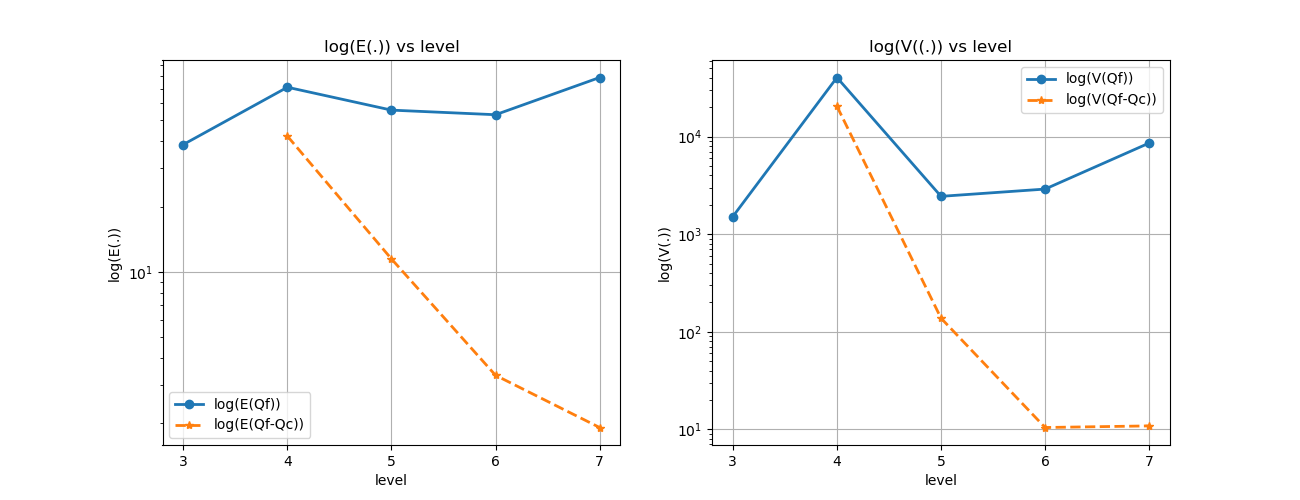 log(E(.)) vs level
log(E(.))
10^1
log(E(Qf))
log(E(Qf-Qc))
3 4 5 6 7
level
log(V((.)) vs level
log(V(.))
10^4
10^3
10^2
10^1
log(V(Qf))
log(V(Qf-Qc))
3 4 5 6 7
level